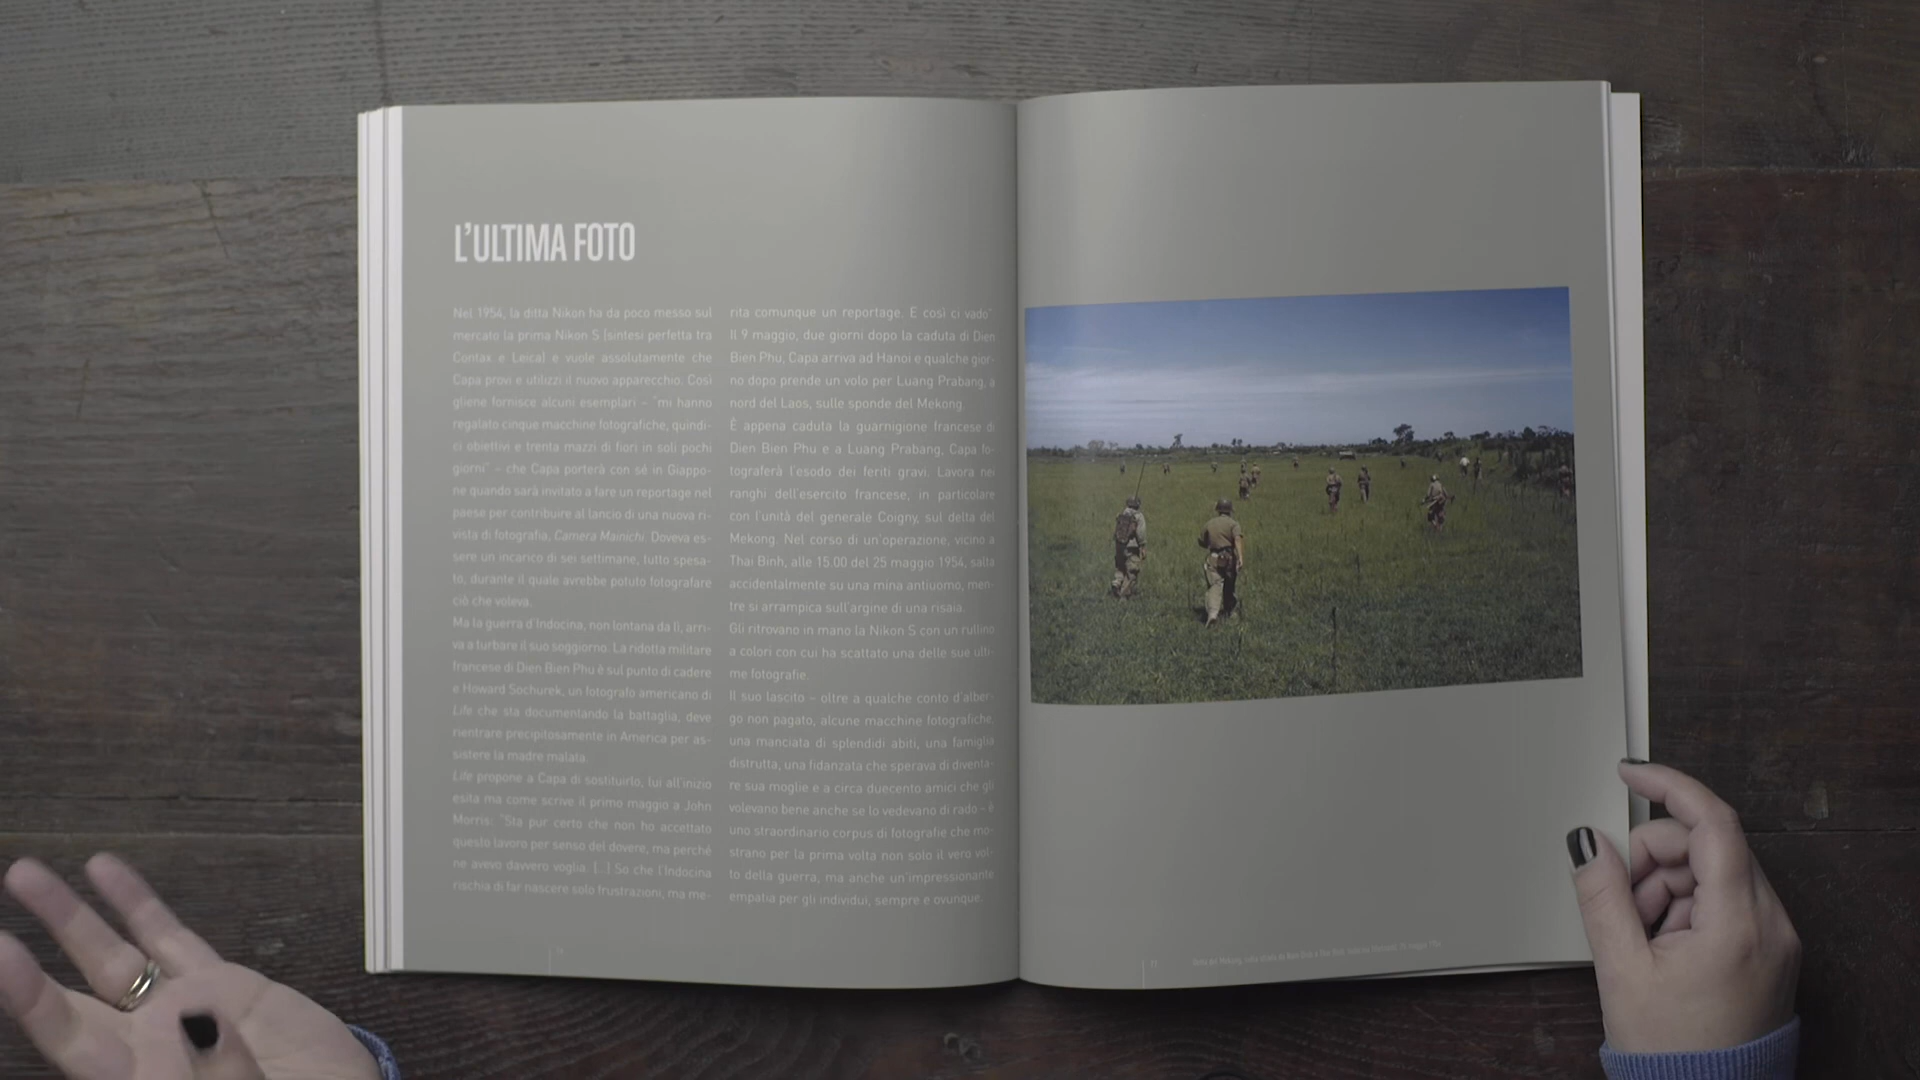 L'ULTIMA FOTO
Nel 1954, la ditta Nikon ha da poco messo sul
mercato la prima Nikon S (sintesi perfetta tra
Contax e Leica) e vuole assolutamente che
Capa provi e utilizzi il nuovo apparecchio. Così
gliene fornisce alcuni esemplari – "mi hanno
regalato cinque macchine fotografiche, quindi-
ci obiettivi e trenta mazzi di fiori in soli pochi
giorni" – che Capa porterà con sé in Giappo-
ne quando sarà invitato a fare un reportage nel
paese per contribuire al lancio di una nuova ri-
vista di fotografia, Camera Mainichi. Doveva es-
sere un incarico di sei settimane, tutto spesa-
to, durante il quale avrebbe potuto fotografare
ciò che voleva.
Ma la guerra d'Indocina, non lontana da lì, arri-
va a turbare il suo soggiorno. La ridotta militare
francese di Dien Bien Phu è sul punto di cadere
e Howard Sochurek, un fotografo americano di
Life che sta documentando la battaglia, deve
rientrare precipitosamente in America per as-
sistere la madre malata.
Life propone a Capa di sostituirlo, lui all'inizio
esita ma come scrive il primo maggio a John
Morris: "Sta pur certo che non ho accettato
questo lavoro per senso del dovere, ma perché
ne avevo davvero voglia. [...] So che l'Indocina
rischia di far nascere solo frustrazioni, ma me-
rita comunque un reportage. E così ci vado".
Il 9 maggio, due giorni dopo la caduta di Dien
Bien Phu, Capa arriva ad Hanoi e qualche gior-
no dopo prende un volo per Luang Prabang, a
nord del Laos, sulle sponde del Mekong.
È appena caduta la guarnigione francese di
Dien Bien Phu e a Luang Prabang, Capa fo-
tograferà l'esodo dei feriti gravi. Lavora nei
ranghi dell'esercito francese, in particolare
con l'unità del generale Coigny, sul delta del
Mekong. Nel corso di un'operazione, vicino a
Thai Binh, alle 15.00 del 25 maggio 1954, salta
accidentalmente su una mina antiuomo, men-
tre si arrampica sull'argine di una risaia.
Gli ritrovano in mano la Nikon S con un rullino
a colori con cui ha scattato una delle sue ulti-
me fotografie.
Il suo lascito – oltre a qualche conto d'alber-
go non pagato, alcune macchine fotografiche,
una manciata di splendidi abiti, una famiglia
distrutta, una fidanzata che sperava di diventa-
re sua moglie e a circa duecento amici che gli
volevano bene anche se lo vedevano di rado – è
uno straordinario corpus di fotografie che mo-
strano per la prima volta non solo il vero vol-
to della guerra, ma anche un'impressionante
empatia per gli individui, sempre e ovunque.